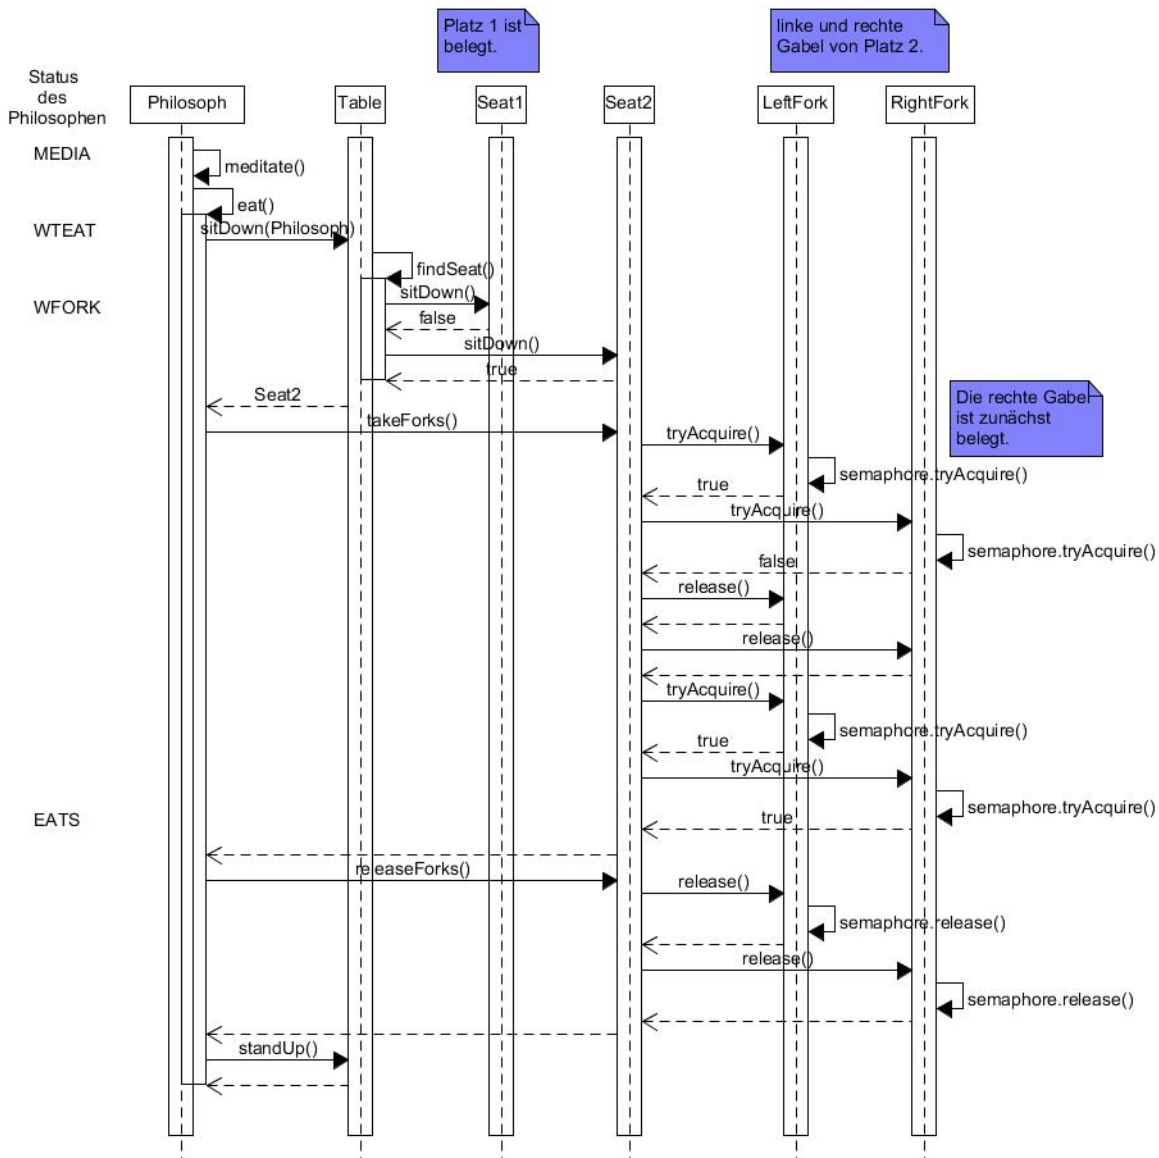 Platz 1 ist
belegt.
linke und rechte
Gabel von Platz 2.
Status
des
Philosophen
Philosoph
Table
Seat1
Seat2
LeftFork
RightFork
MEDIA
meditate()
eat()
WTEAT
sitDown(Philosoph)
findSeat()
sitDown()
WFORK
false
sitDown()
true
Seat2
Die rechte Gabel
ist zunächst
belegt.
takeForks()
tryAcquire()
semaphore.tryAcquire()
true
tryAcquire()
semaphore.tryAcquire()
false
release()
release()
tryAcquire()
semaphore.tryAcquire()
true
tryAcquire()
semaphore.tryAcquire()
EATS
true
releaseForks()
release()
semaphore.release()
release()
semaphore.release()
standUp()